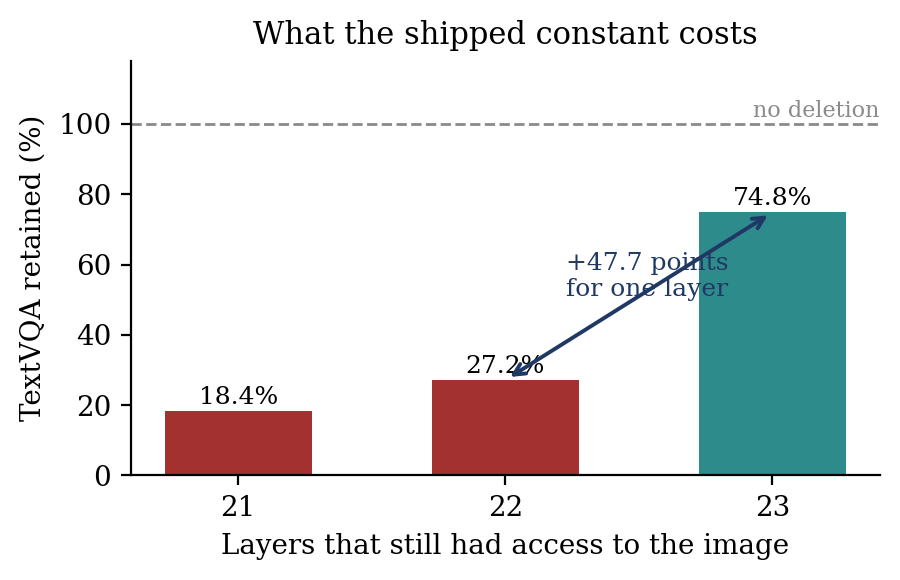 What the shipped constant costs
no deletion
TextVQA retained (%)
100
80
60
40
20
0
74.8%
+47.7 points
for one layer
27.2%
18.4%
21
22
23
Layers that still had access to the image